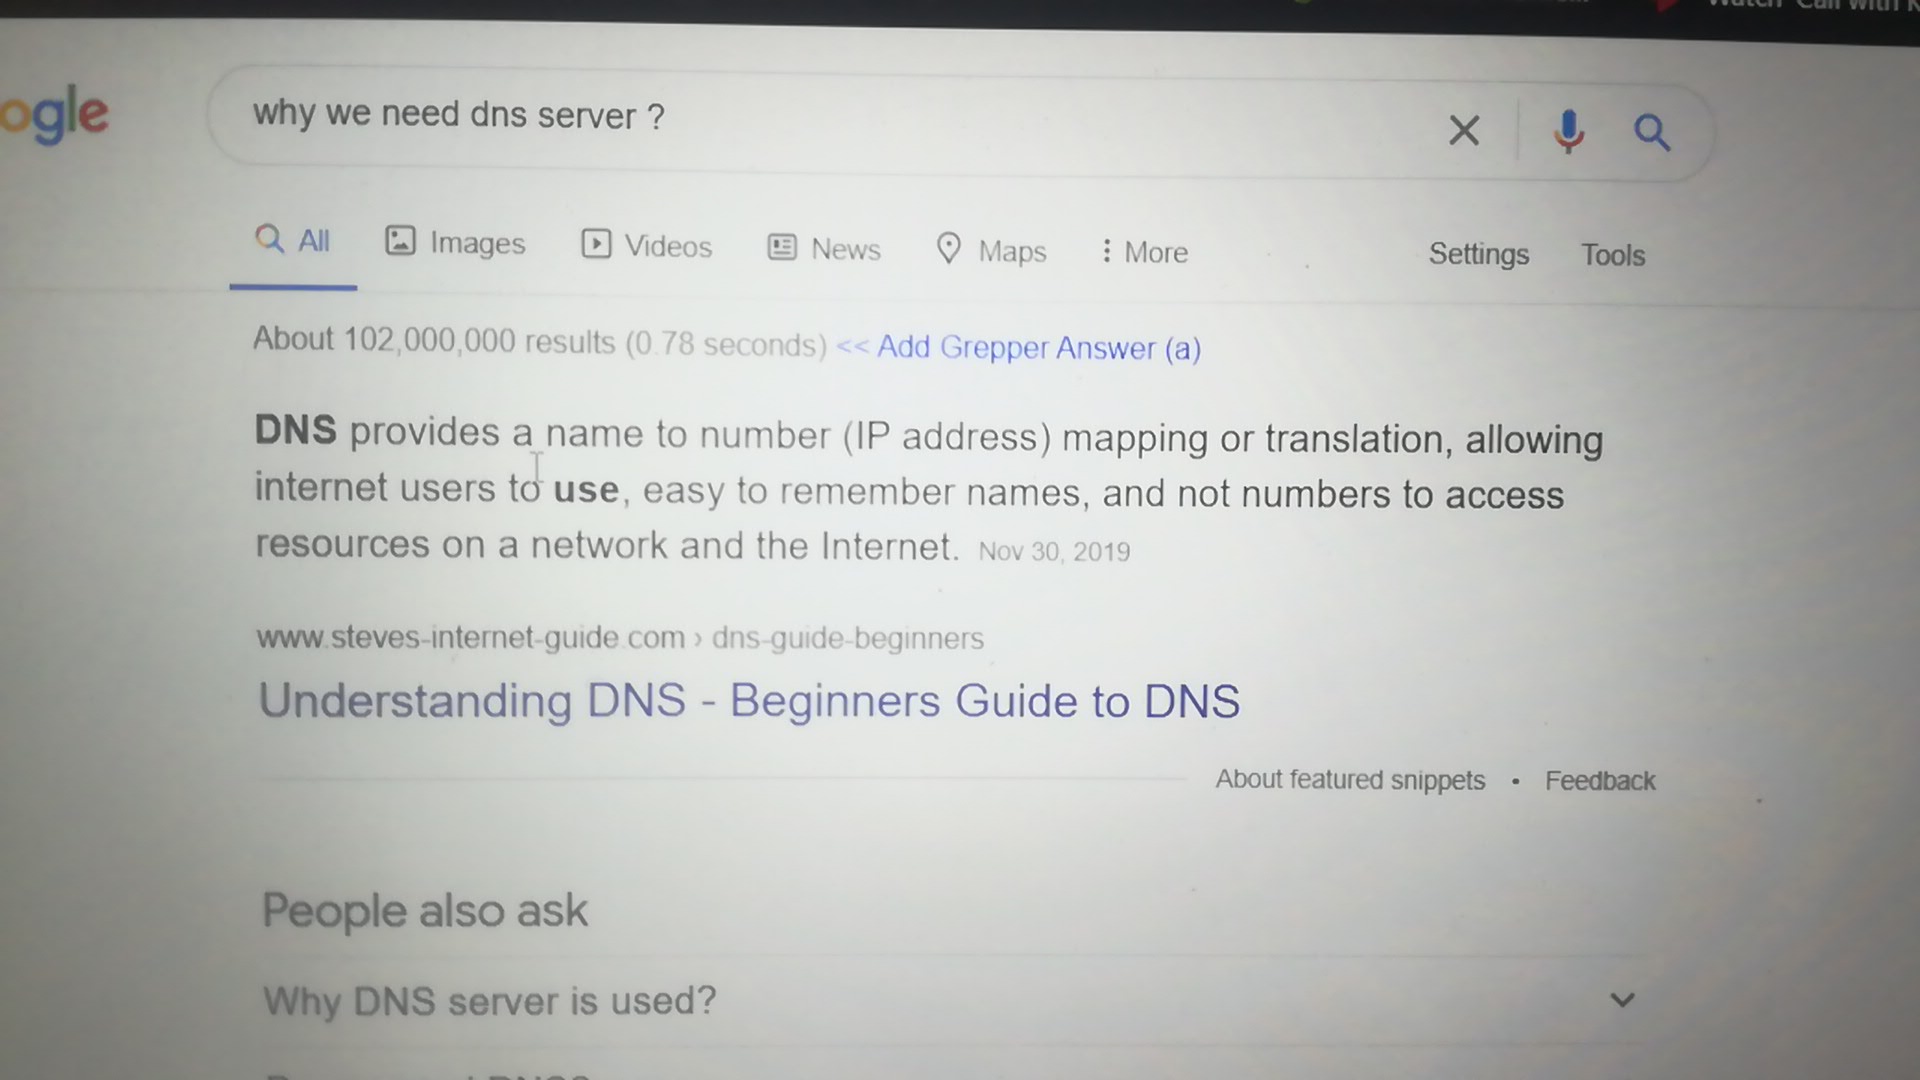 Call with
ogle
why we need dns server ?
All Images Videos News Maps More Settings Tools
About 102,000,000 results (0.78 seconds) << Add Grepper Answer (a)
DNS provides a name to number (IP address) mapping or translation, allowing
internet users to use, easy to remember names, and not numbers to access
resources on a network and the Internet. Nov 30, 2019
www.steves-internet-guide.com › dns-guide-beginners
Understanding DNS - Beginners Guide to DNS
About featured snippets • Feedback
People also ask
Why DNS server is used?